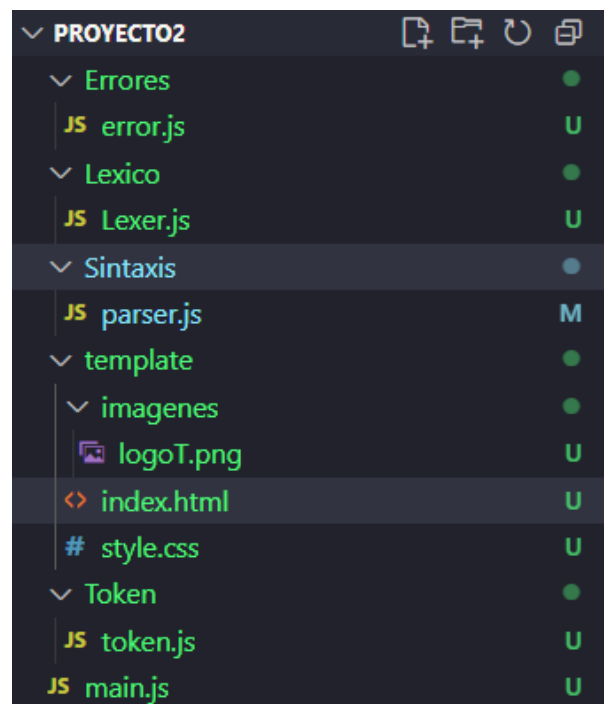 PROYECTO2
Errores
JS error.js U
Lexico
JS Lexer.js U
Sintaxis
JS parser.js M
template
imagenes
logoT.png U
<> index.html U
# style.css U
Token
JS token.js U
JS main.js U